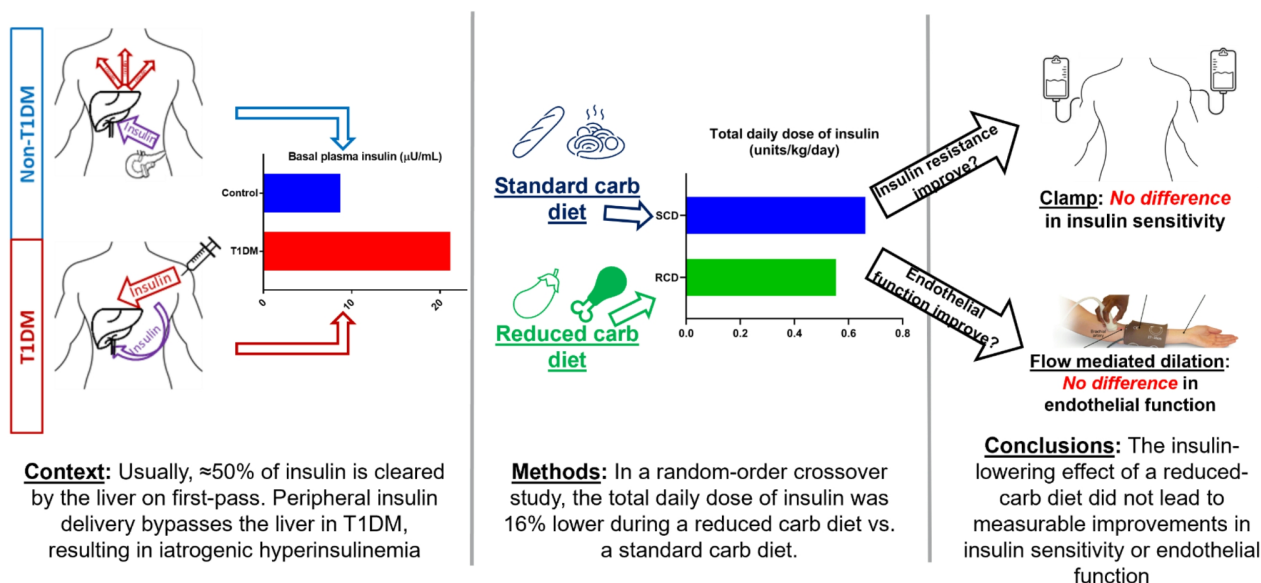 Non-T1DM
T1DM
insulin
insulin
insulin
Basal plasma insulin (μU/mL)
Control
T1DM
0
10
20
Context: Usually, ≈50% of insulin is cleared
by the liver on first-pass. Peripheral insulin
delivery bypasses the liver in T1DM,
resulting in iatrogenic hyperinsulinemia
Standard carb
diet
Reduced carb
diet
Total daily dose of insulin
(units/kg/day)
SCD
RCD
0.0
0.2
0.4
0.6
0.8
Methods: In a random-order crossover
study, the total daily dose of insulin was
16% lower during a reduced carb diet vs.
a standard carb diet.
Insulin resistance
improve?
Endothelial
function improve?
Clamp: No difference
in insulin sensitivity
Flow mediated dilation:
No difference in
endothelial function
Conclusions: The insulin-
lowering effect of a reduced-
carb diet did not lead to
measurable improvements in
insulin sensitivity or endothelial
function